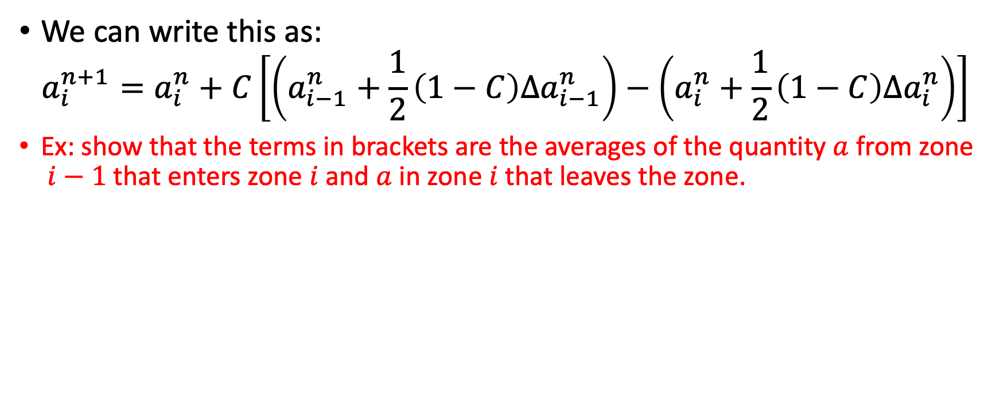 • We can write this as:
$a_i^{n+1} = a_i^n + C\left[\left(a_{i-1}^n + \frac{1}{2}(1 - C)\Delta a_{i-1}^n\right) - \left(a_i^n + \frac{1}{2}(1 - C)\Delta a_i^n\right)\right]$
• Ex: show that the terms in brackets are the averages of the quantity $a$ from zone
$i - 1$ that enters zone $i$ and $a$ in zone $i$ that leaves the zone.